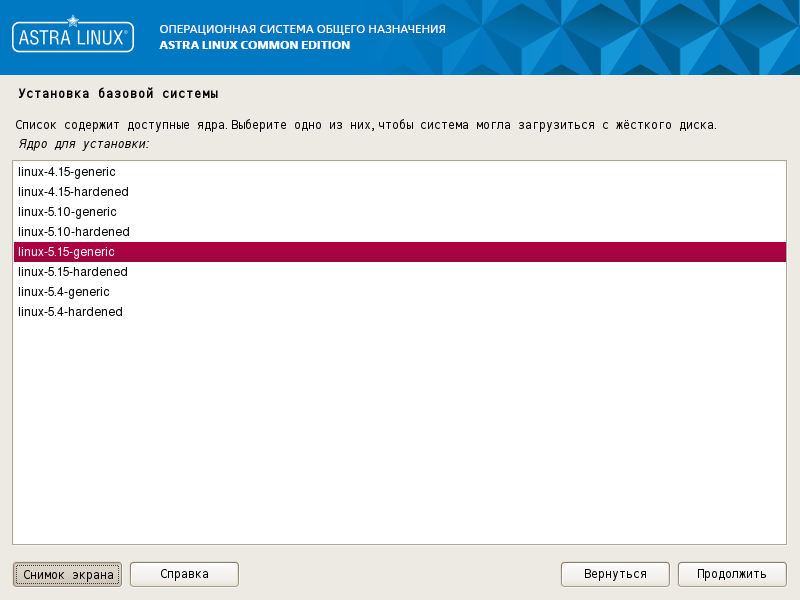 ASTRA LINUX®
ОПЕРАЦИОННАЯ СИСТЕМА ОБЩЕГО НАЗНАЧЕНИЯ
ASTRA LINUX COMMON EDITION
Установка базовой системы
Список содержит доступные ядра. Выберите одно из них, чтобы система могла загрузиться с жёсткого диска.
Ядро для установки:
linux-4.15-generic
linux-4.15-hardened
linux-5.10-generic
linux-5.10-hardened
linux-5.15-generic
linux-5.15-hardened
linux-5.4-generic
linux-5.4-hardened
Снимок экрана
Справка
Вернуться
Продолжить